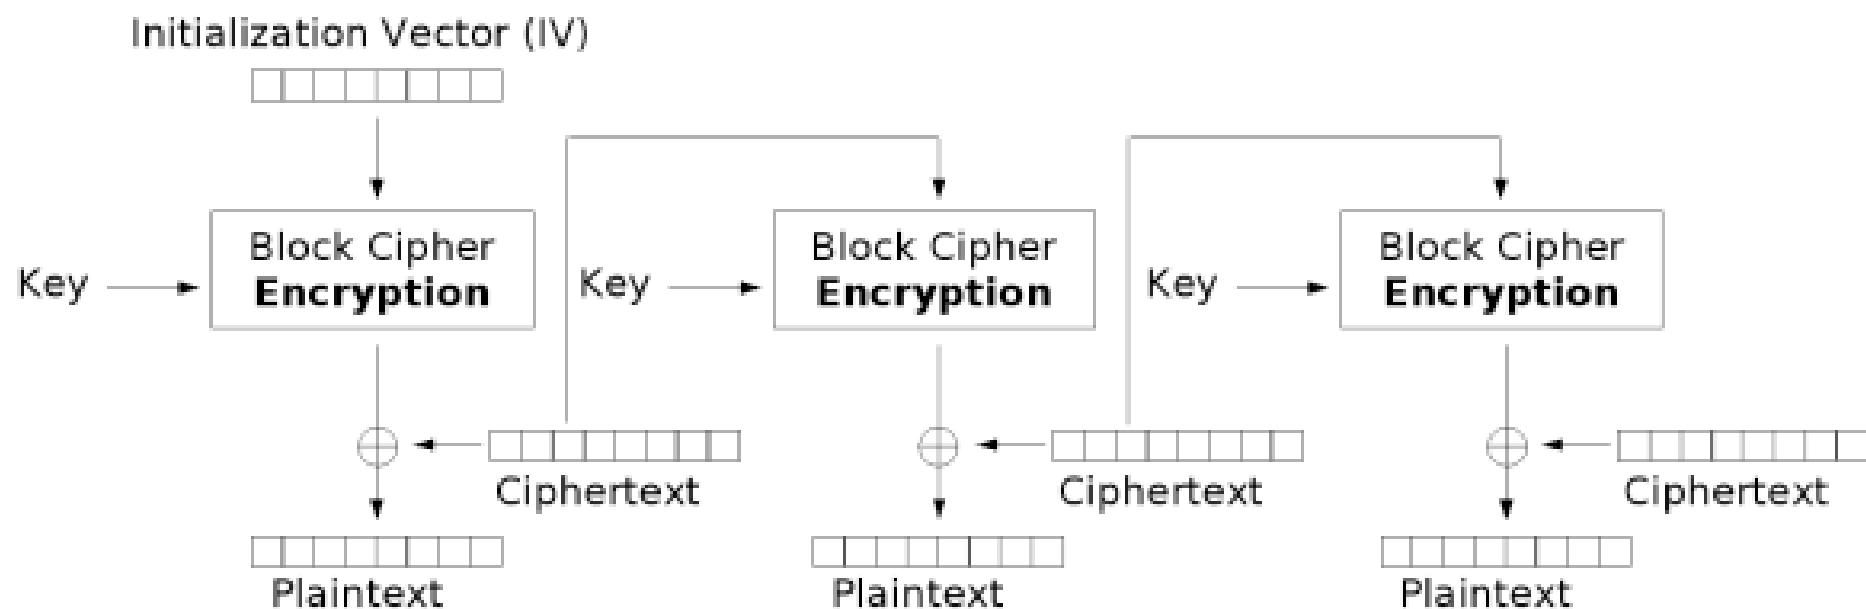 Initialization Vector (IV)
Key
Block Cipher
Encryption
Key
Block Cipher
Encryption
Key
Block Cipher
Encryption
Ciphertext
Ciphertext
Ciphertext
Plaintext
Plaintext
Plaintext